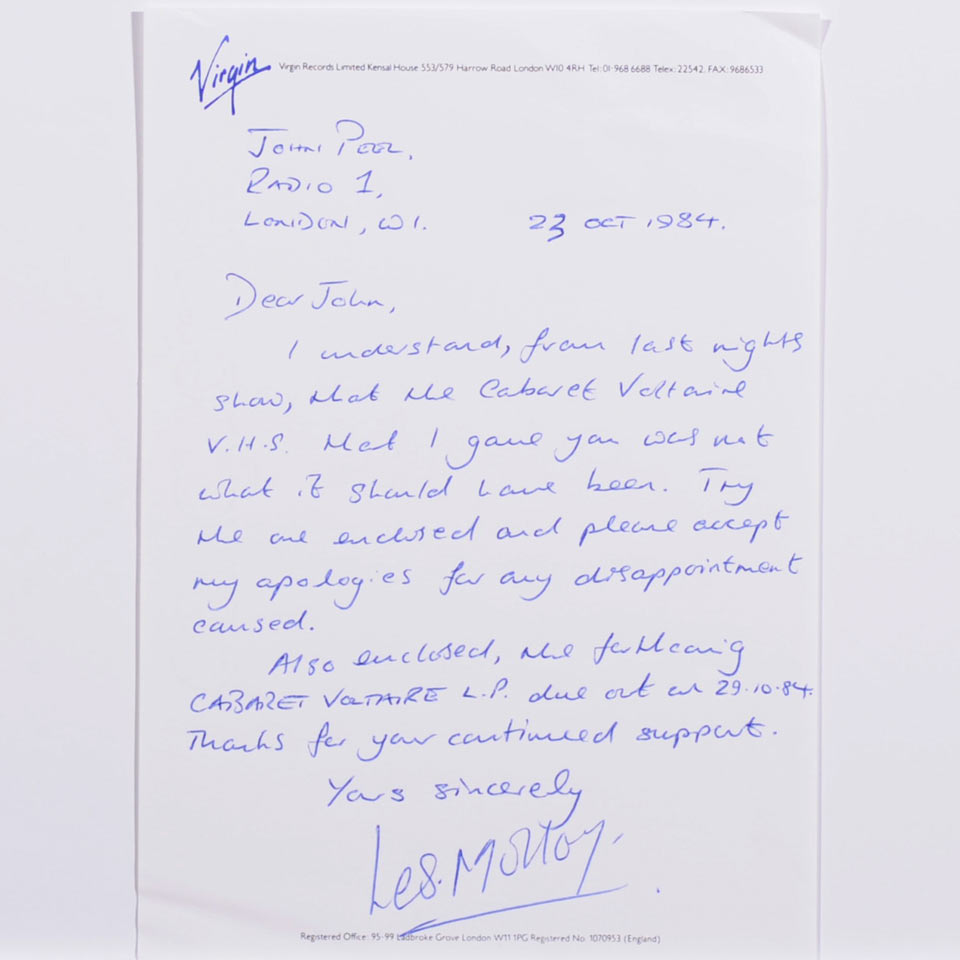 Virgin
Virgin Records Limited Kensal House 553/579 Harrow Road London W10 4RH Tel: 01-968 6688 Telex: 22542. FAX: 9686533
JOHN PEEL,
RADIO 1,
LONDON, W1.
23 OCT 1984.
Dear John,
I understand, from last nights
show, that the Cabaret Voltaire
V.H.S. that I gave you was not
what it should have been. Try
the one enclosed and please accept
my apologies for any disappointment
caused.
Also enclosed, the forthcoming
CABARET VOLTAIRE L.P. due out on 29.10.84.
Thanks for your continued support.
Yours sincerely
Les.
Registered Office: 95-99 Ladbroke Grove London W11 1PG Registered No. 1070953 (England)